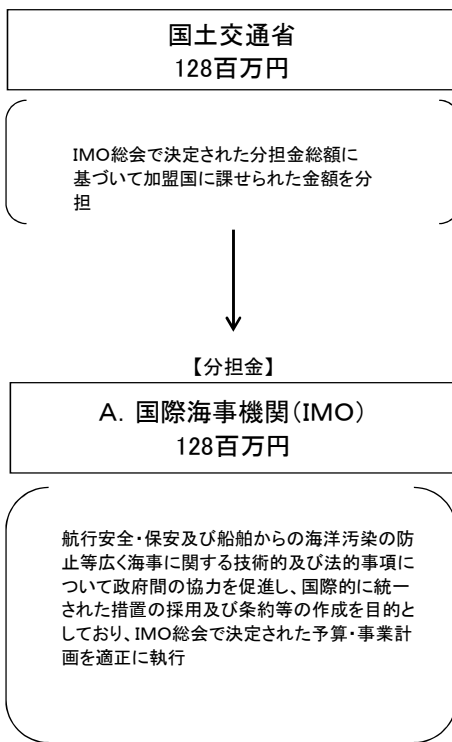 国土交通省
128百万円
IMO総会で決定された分担金総額に
基づいて加盟国に課せられた金額を分
担
【分担金】
A. 国際海事機関(IMO)
128百万円
航行安全・保安及び船舶からの海洋汚染の防
止等広く海事に関する技術的及び法的事項に
ついて政府間の協力を促進し、国際的に統一
された措置の採用及び条約等の作成を目的と
しており、IMO総会で決定された予算・事業計
画を適正に執行